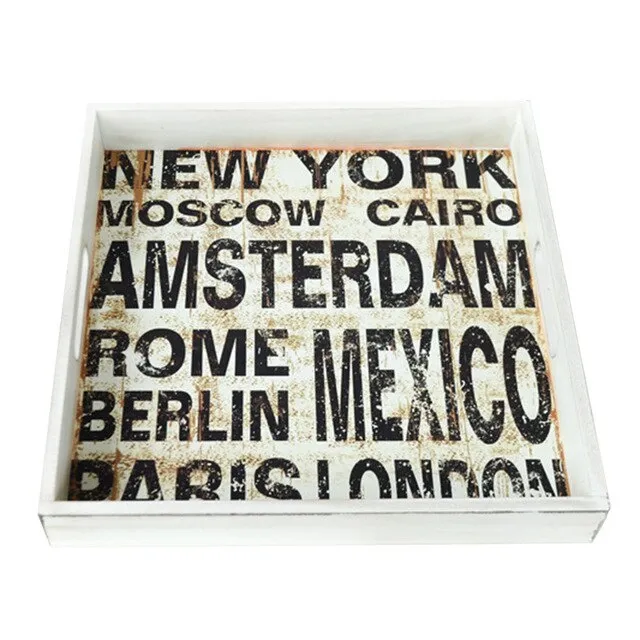 NEW YORK
MOSCOW CAIRO
AMSTERDAM
ROME MEXICO
BERLIN
PARIS LONDON